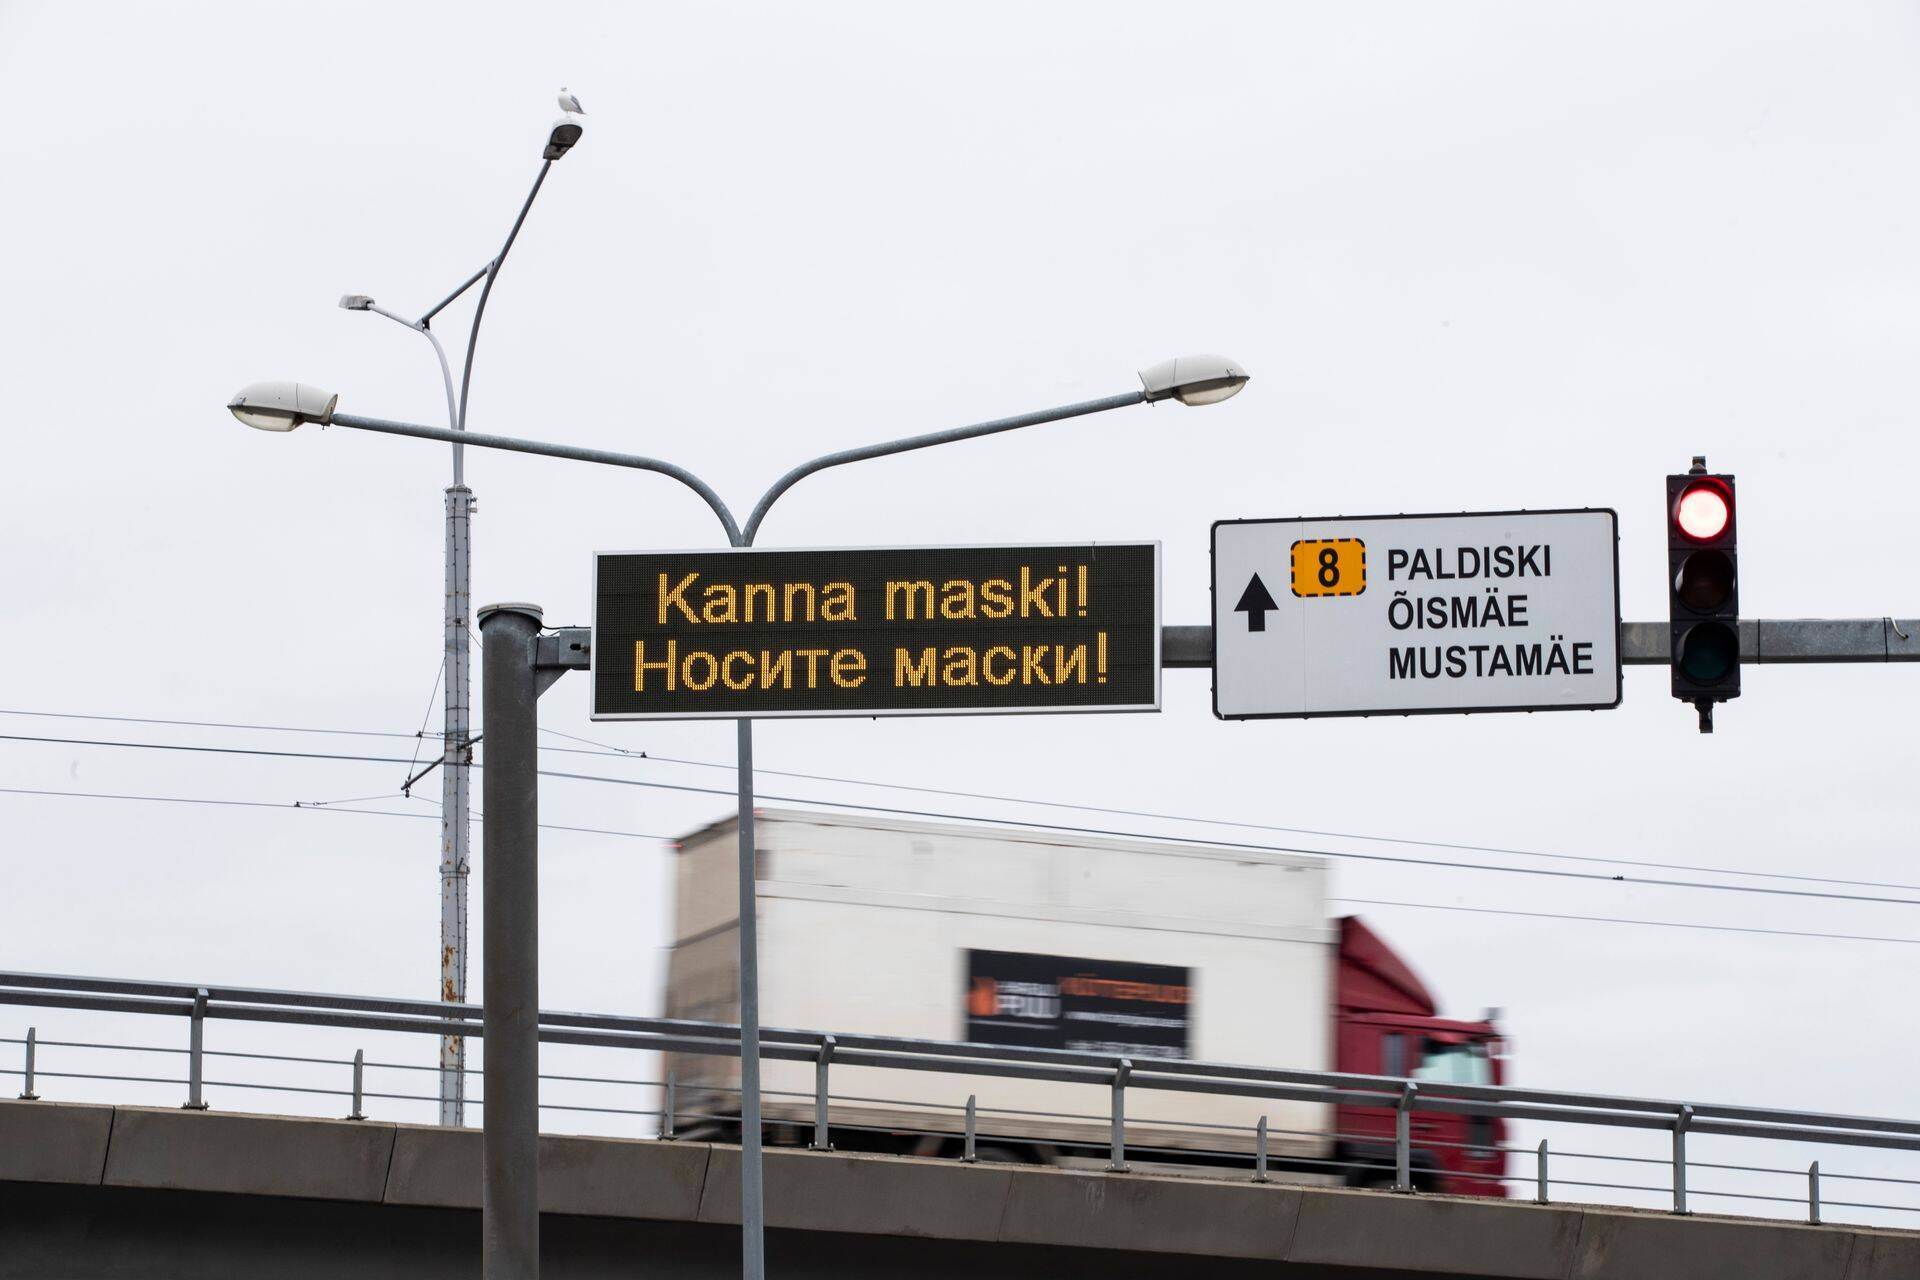 Kanna maski!
Носите маски!
8
PALDISKI
ÕISMÄE
MUSTAMÄE